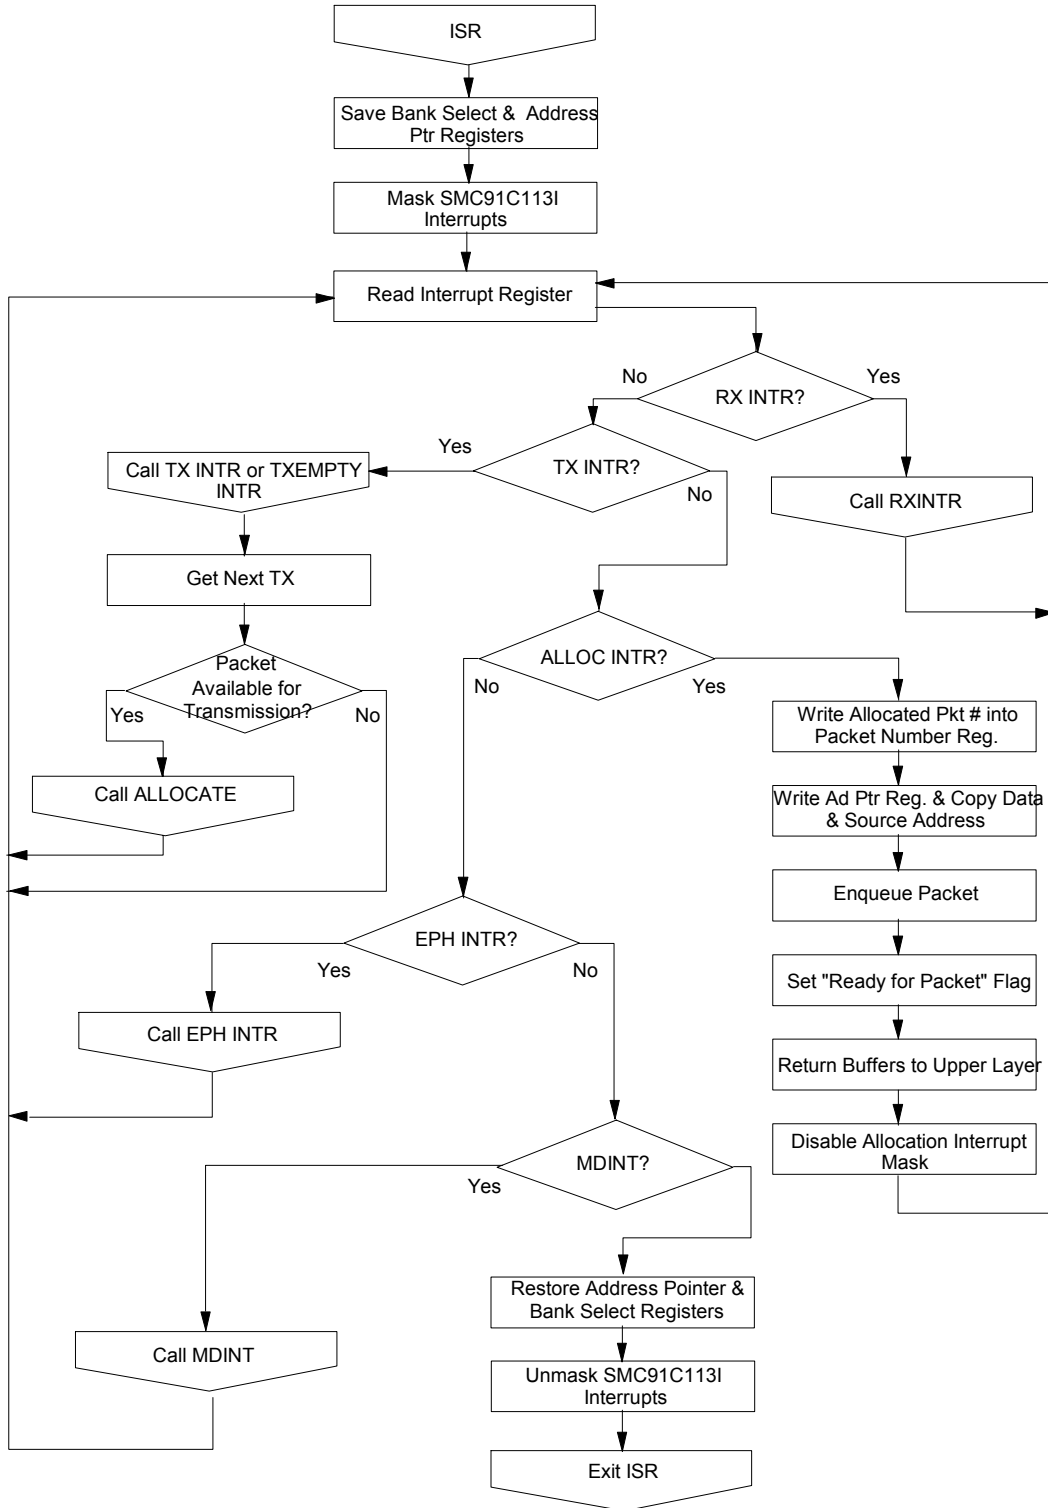 ISR
Save Bank Select & Address
Ptr Registers
Mask SMC91C113I
Interrupts
Read Interrupt Register
No
RX INTR?
Yes
Yes
TX INTR?
No
Call TX INTR or TXEMPTY
INTR
Call RXINTR
Get Next TX
ALLOC INTR?
No
Yes
Packet
Available for
Transmission?
Yes
No
Write Allocated Pkt # into
Packet Number Reg.
Call ALLOCATE
Write Ad Ptr Reg. & Copy Data
& Source Address
Enqueue Packet
EPH INTR?
Yes
No
Set "Ready for Packet" Flag
Call EPH INTR
Return Buffers to Upper Layer
Disable Allocation Interrupt
Mask
MDINT?
Yes
Restore Address Pointer &
Bank Select Registers
Call MDINT
Unmask SMC91C113I
Interrupts
Exit ISR